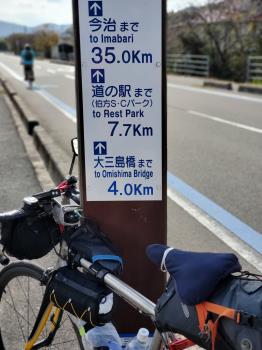 ↑
今治まで
to Imabari
35.0Km
↑
道の駅まで
(伯方S·Cパーク)
to Rest Park
7.7Km
↑
大三島橋まで
to Omishima Bridge
4.0Km